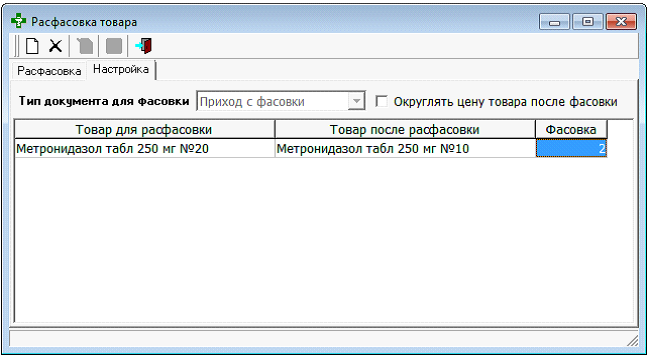 Расфасовка товара
Расфасовка Настройка
Тип документа для фасовки Приход с фасовки Округлять цену товара после фасовки
Товар для расфасовки Товар после расфасовки Фасовка
Метронидазол табл 250 мг №20 Метронидазол табл 250 мг №10 2